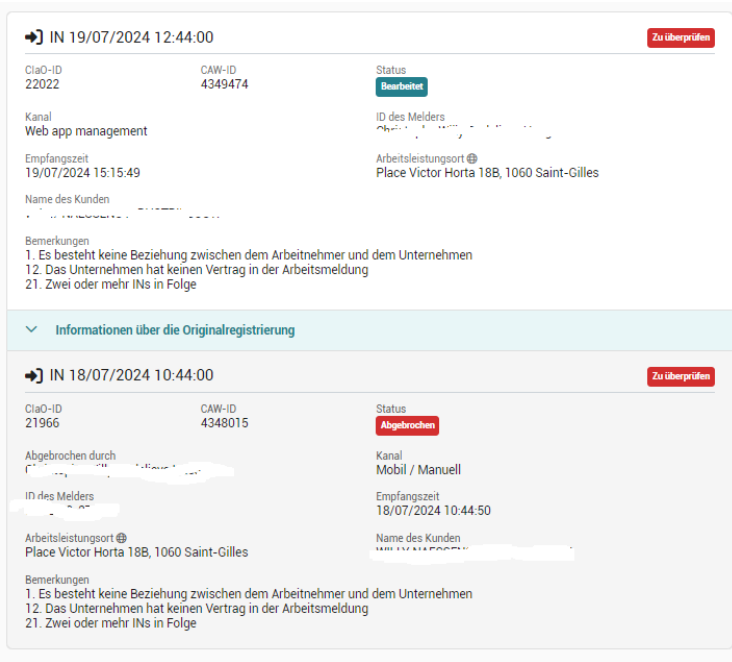 IN 19/07/2024 12:44:00
Zu überprüfen
ClaO-ID
CAW-ID
Status
22022
4349474
Bearbeitet
Kanal
ID des Melders
Web app management
Empfangszeit
Arbeitsleistungsort
19/07/2024 15:15:49
Place Victor Horta 18B, 1060 Saint-Gilles
Name des Kunden
Bemerkungen
1. Es besteht keine Beziehung zwischen dem Arbeitnehmer und dem Unternehmen
12. Das Unternehmen hat keinen Vertrag in der Arbeitsmeldung
21. Zwei oder mehr INs in Folge
Informationen über die Originalregistrierung
IN 18/07/2024 10:44:00
Zu überprüfen
ClaO-ID
CAW-ID
Status
21966
4348015
Abgebrochen
Abgebrochen durch
Kanal
Mobil / Manuell
ID des Melders
Empfangszeit
18/07/2024 10:44:50
Arbeitsleistungsort
Name des Kunden
Place Victor Horta 18B, 1060 Saint-Gilles
Bemerkungen
1. Es besteht keine Beziehung zwischen dem Arbeitnehmer und dem Unternehmen
12. Das Unternehmen hat keinen Vertrag in der Arbeitsmeldung
21. Zwei oder mehr INs in Folge